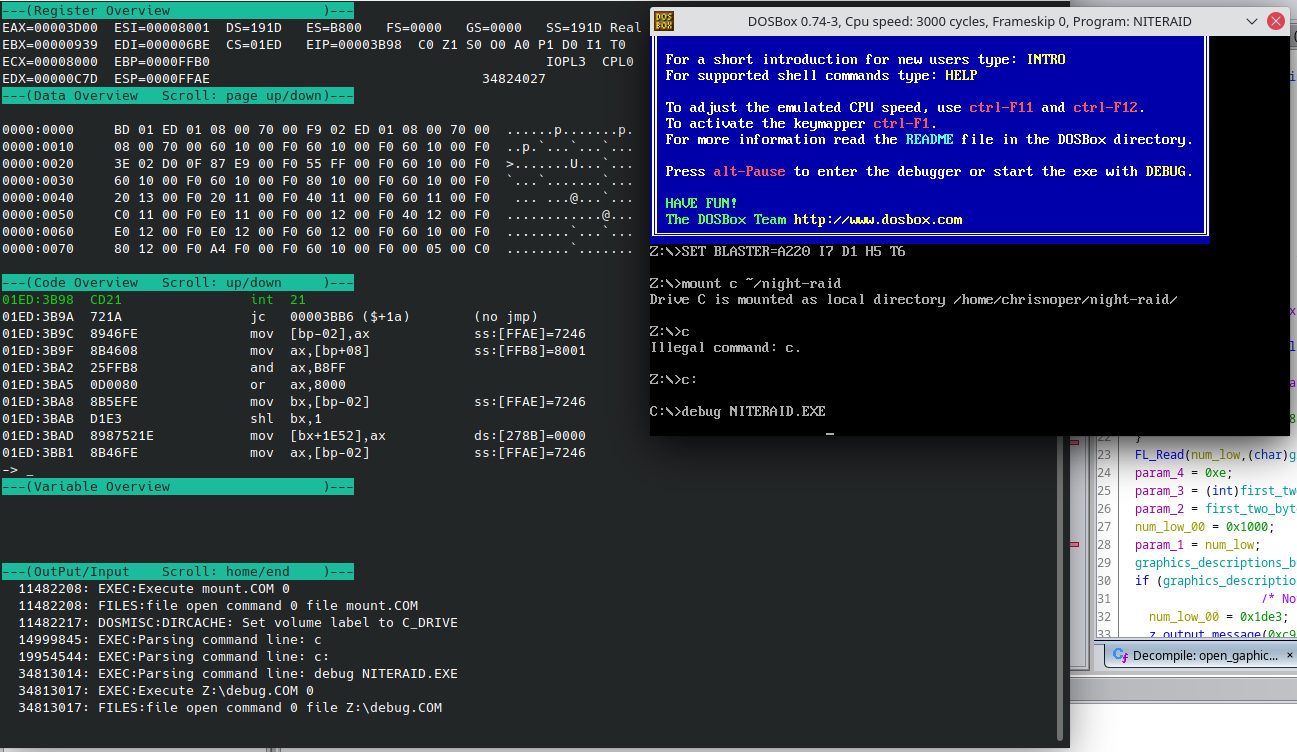 ---(Register Overview                   )---
EAX=00003D00  ESI=00008001  DS=191D   ES=B800   FS=0000   GS=0000   SS=191D Real
EBX=00000939  EDI=000006BE  CS=01ED   EIP=00003B98  C0 Z1 S0 O0 A0 P1 D0 I1 T0
ECX=00008000  EBP=0000FFB0                                          IOPL3  CPL0
EDX=00000C7D  ESP=0000FFAE                                  34824027
---(Data Overview   Scroll: page up/down)---
0000:0000     BD 01 ED 01 08 00 70 00 F9 02 ED 01 08 00 70 00  ......p.......p.
0000:0010     08 00 70 00 60 10 00 F0 60 10 00 F0 60 10 00 F0  ..p.`...`...`...
0000:0020     3E 02 D0 0F 87 E9 00 F0 55 FF 00 F0 60 10 00 F0  >.......U...`...
0000:0030     60 10 00 F0 60 10 00 F0 80 10 00 F0 60 10 00 F0  `...`.......`...
0000:0040     20 13 00 F0 20 11 00 F0 40 11 00 F0 60 11 00 F0   ... ...@...`...
0000:0050     C0 11 00 F0 E0 11 00 F0 00 12 00 F0 40 12 00 F0  ............@...
0000:0060     E0 12 00 F0 E0 12 00 F0 60 12 00 F0 60 10 00 F0  ........`...`...
0000:0070     80 12 00 F0 A4 F0 00 F0 60 10 00 F0 00 05 00 C0  ........`.......
---(Code Overview   Scroll: up/down     )---
01ED:3B98  CD21                int  21
01ED:3B9A  721A                jc   00003BB6 ($+1a)        (no jmp)
01ED:3B9C  8946FE              mov  [bp-02],ax             ss:[FFAE]=7246
01ED:3B9F  8B4608              mov  ax,[bp+08]             ss:[FFB8]=8001
01ED:3BA2  25FFB8              and  ax,B8FF
01ED:3BA5  0D0080              or   ax,8000
01ED:3BA8  8B5EFE              mov  bx,[bp-02]             ss:[FFAE]=7246
01ED:3BAB  D1E3                shl  bx,1
01ED:3BAD  8987521E            mov  [bx+1E52],ax           ds:[278B]=0000
01ED:3BB1  8B46FE              mov  ax,[bp-02]             ss:[FFAE]=7246
-> _
---(Variable Overview                   )---
---(OutPut/Input    Scroll: home/end    )---
11482208: EXEC:Execute mount.COM 0
11482208: FILES:file open command 0 file mount.COM
11482217: DOSMISC:DIRCACHE: Set volume label to C_DRIVE
14999845: EXEC:Parsing command line: c
19954544: EXEC:Parsing command line: c:
34813014: EXEC:Parsing command line: debug NITERAID.EXE
34813017: EXEC:Execute Z:\debug.COM 0
34813017: FILES:file open command 0 file Z:\debug.COM
DOSBox 0.74-3, Cpu speed: 3000 cycles, Frameskip 0, Program: NITERAID
For a short introduction for new users type: INTRO
For supported shell commands type: HELP
To adjust the emulated CPU speed, use ctrl-F11 and ctrl-F12.
To activate the keymapper ctrl-F1.
For more information read the README file in the DOSBox directory.
Press alt-Pause to enter the debugger or start the exe with DEBUG.
HAVE FUN!
The DOSBox Team http://www.dosbox.com
Z:\>SET BLASTER=A220 I7 D1 H5 T6
Z:\>mount c ~/night-raid
Drive C is mounted as local directory /home/chrisnoper/night-raid/
Z:\>c
Illegal command: c.
Z:\>c:
C:\>debug NITERAID.EXE
22 }
23 FL_Read(num_low,(char)g
24 param_4 = 0xe;
25 param_3 = (int)first_tw
26 param_2 = first_two_byt
27 num_low_00 = 0x1000;
28 param_1 = num_low;
29 graphics_descriptions_b
30 if (graphics_descriptio
31 /* No
32 num_low_00 = 0x1de3;
33 z_output_message(0xc9
Decompile: open_gaphic... ×